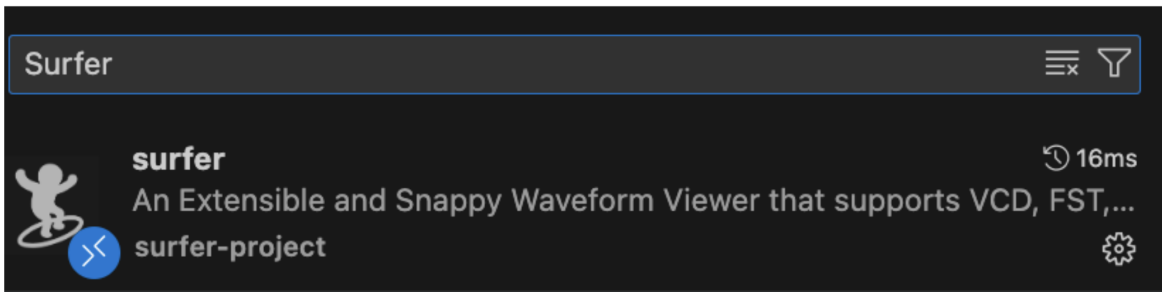 Surfer
surfer
16ms
An Extensible and Snappy Waveform Viewer that supports VCD, FST,...
surfer-project